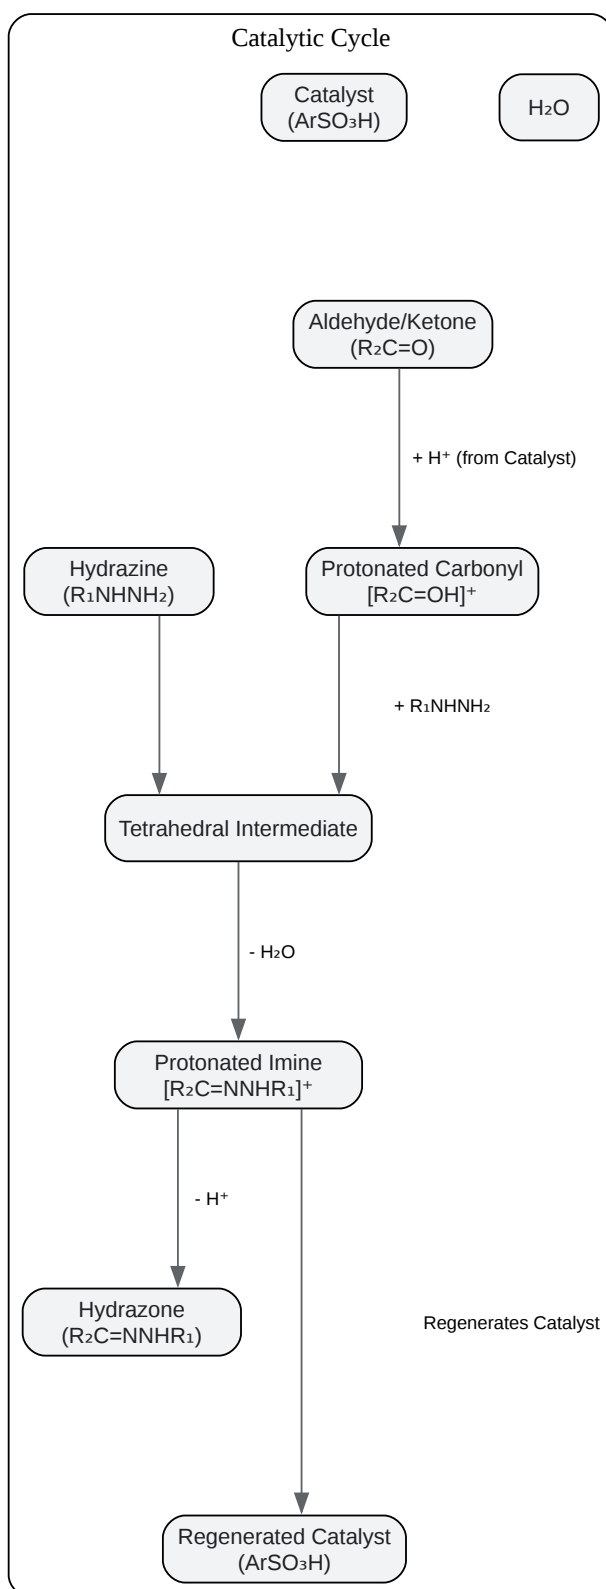 Catalytic Cycle
Catalyst
(ArSO₃H)
H₂O
Aldehyde/Ketone
(R₂C=O)
+ H⁺ (from Catalyst)
Hydrazine
(R₁NHNH₂)
Protonated Carbonyl
[R₂C=OH]⁺
+ R₁NHNH₂
Tetrahedral Intermediate
- H₂O
Protonated Imine
[R₂C=NNHR₁]⁺
- H⁺
Hydrazone
(R₂C=NNHR₁)
Regenerates Catalyst
Regenerated Catalyst
(ArSO₃H)